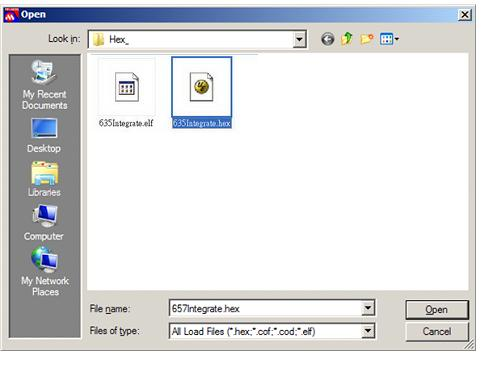 Open
Look in:
Hex_
My Recent
Documents
Desktop
Libraries
Computer
My Network
Places
635Integrate.elf
635Integrate.hex
File name:
657Integrate.hex
Open
Files of type:
All Load Files (*.hex;*.cof;*.cod;*.elf)
Cancel